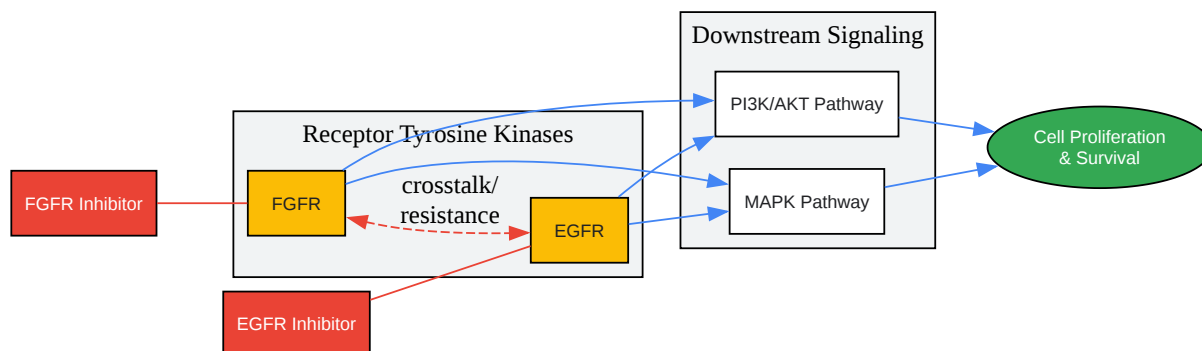 Downstream Signaling
PI3K/AKT Pathway
Receptor Tyrosine Kinases
Cell Proliferation
& Survival
crosstalk/
resistance
FGFR Inhibitor
FGFR
MAPK Pathway
EGFR
EGFR Inhibitor